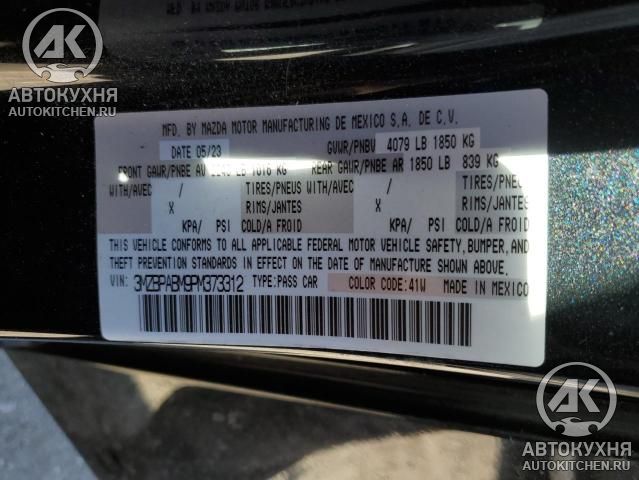 АК
АВТОКУХНЯ
AUTOKITCHEN.RU
MFD. BY MAZDA MOTOR MANUFACTURING DE MEXICO S.A. DE C.V.
DATE 05/23 GVWR/PNBV 4079 LB 1850 KG
FRONT GAWR/PNBE AV 2240 LB 1016 KG REAR GAWR/PNBE AR 1850 LB 839 KG
WITH/AVEC / TIRES/PNEUS WITH/AVEC / TIRES/PNEUS
X RIMS/JANTES X RIMS/JANTES
KPA/ PSI COLD/A FROID KPA/ PSI COLD/A FROID
THIS VEHICLE CONFORMS TO ALL APPLICABLE FEDERAL MOTOR VEHICLE SAFETY, BUMPER, AND
THEFT PREVENTION STANDARDS IN EFFECT ON THE DATE OF MANUFACTURE SHOWN ABOVE.
VIN: 3MZBPABM9PM373312 TYPE:PASS CAR COLOR CODE:41W MADE IN MEXICO
АК
АВТОКУХНЯ
AUTOKITCHEN.RU